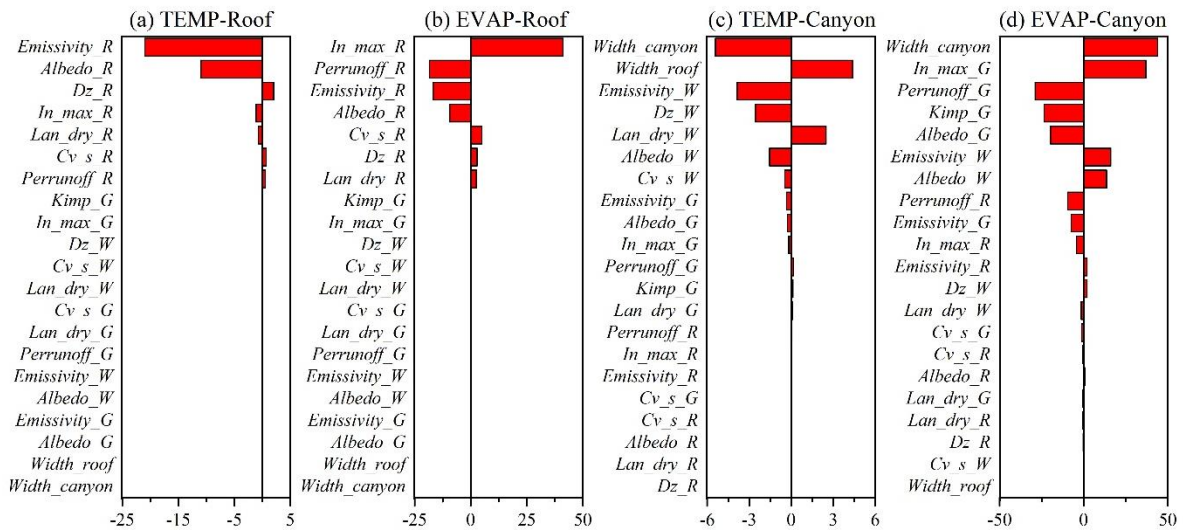 (a) TEMP-Roof
Emissivity_R
Albedo_R
Dz_R
In_max_R
Lan_dry_R
Cv_s_R
Perrunoff_R
Kimp_G
In_max_G
Dz_W
Cv_s_W
Lan_dry_W
Cv_s_G
Lan_dry_G
Perrunoff_G
Emissivity_W
Albedo_W
Emissivity_G
Albedo_G
Width_roof
Width_canyon
-25 -15 -5 5
(b) EVAP-Roof
In_max_R
Perrunoff_R
Emissivity_R
Albedo_R
Cv_s_R
Dz_R
Lan_dry_R
Kimp_G
In_max_G
Dz_W
Cv_s_W
Lan_dry_W
Cv_s_G
Lan_dry_G
Perrunoff_G
Emissivity_W
Albedo_W
Emissivity_G
Albedo_G
Width_roof
Width_canyon
-25 0 25 50
(c) TEMP-Canyon
Width_canyon
Width_roof
Emissivity_W
Dz_W
Lan_dry_W
Albedo_W
Cv_s_W
Emissivity_G
Albedo_G
In_max_G
Perrunoff_G
Kimp_G
Lan_dry_G
Perrunoff_R
In_max_R
Emissivity_R
Cv_s_G
Cv_s_R
Albedo_R
Lan_dry_R
Dz_R
-6 -3 0 3 6
(d) EVAP-Canyon
Width_canyon
In_max_G
Perrunoff_G
Kimp_G
Albedo_G
Emissivity_W
Albedo_W
Perrunoff_R
Emissivity_G
In_max_R
Emissivity_R
Dz_W
Lan_dry_W
Cv_s_G
Cv_s_R
Albedo_R
Lan_dry_G
Lan_dry_R
Dz_R
Cv_s_W
Width_roof
-50 0 50